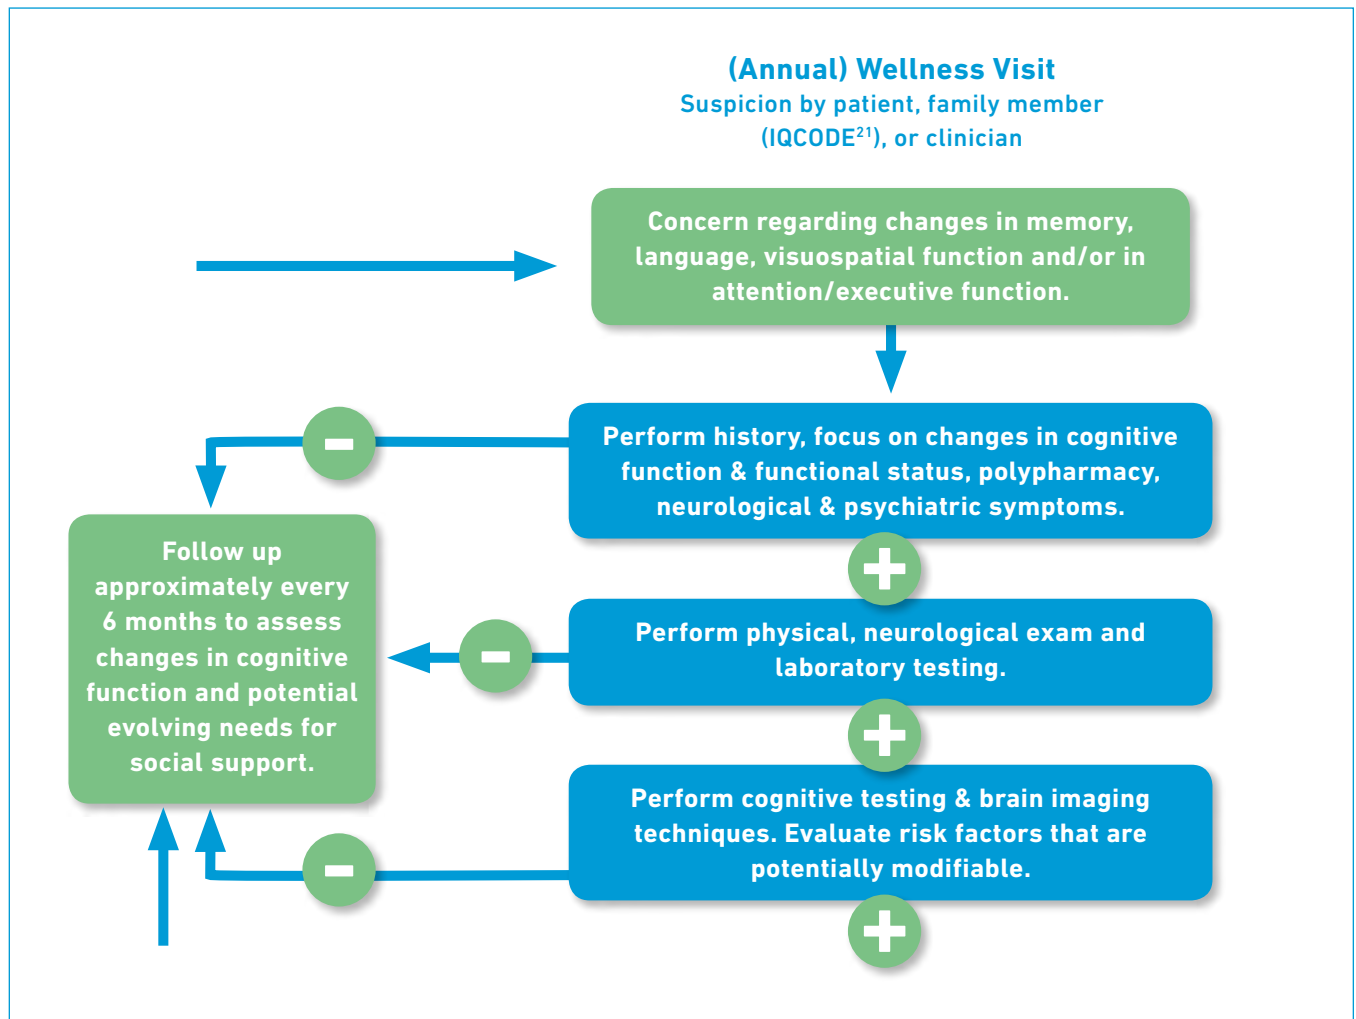 (Annual) Wellness Visit
Suspicion by patient, family member
(IQCODE²¹), or clinician
Concern regarding changes in memory,
language, visuospatial function and/or in
attention/executive function.
Perform history, focus on changes in cognitive
function & functional status, polypharmacy,
neurological & psychiatric symptoms.
Follow up
approximately every
6 months to assess
changes in cognitive
function and potential
evolving needs for
social support.
Perform physical, neurological exam and
laboratory testing.
Perform cognitive testing & brain imaging
techniques. Evaluate risk factors that are
potentially modifiable.